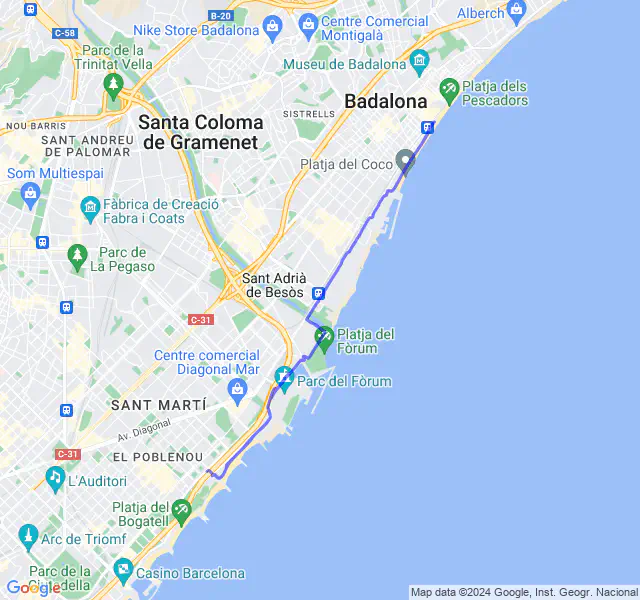 B-20
Alberch
Nike Store Badalona
Centre Comercial
Montigalà
C-58
Parc de la
Trinitat Vella
Museu de Badalona
Platja dels
Pescadors
Badalona
SISTRELLS
Santa Coloma
de Gramenet
NOU BARRIS
SANT ANDREU
DE PALOMAR
Platja del Coco
Som Multiespai
Fàbrica de Creació
Fabra i Coats
Parc de
La Pegaso
Sant Adrià
de Besòs
C-31
Platja del
Fòrum
Centre comercial
Diagonal Mar
Parc del Fòrum
SANT MARTÍ
Av. Diagonal
C-31
EL POBLENOU
L'Auditori
Platja del
Bogatell
Arc de Triomf
Parc de la
Ciutadella
Casino Barcelona
Google
Map data ©2024 Google, Inst. Geogr. Nacional